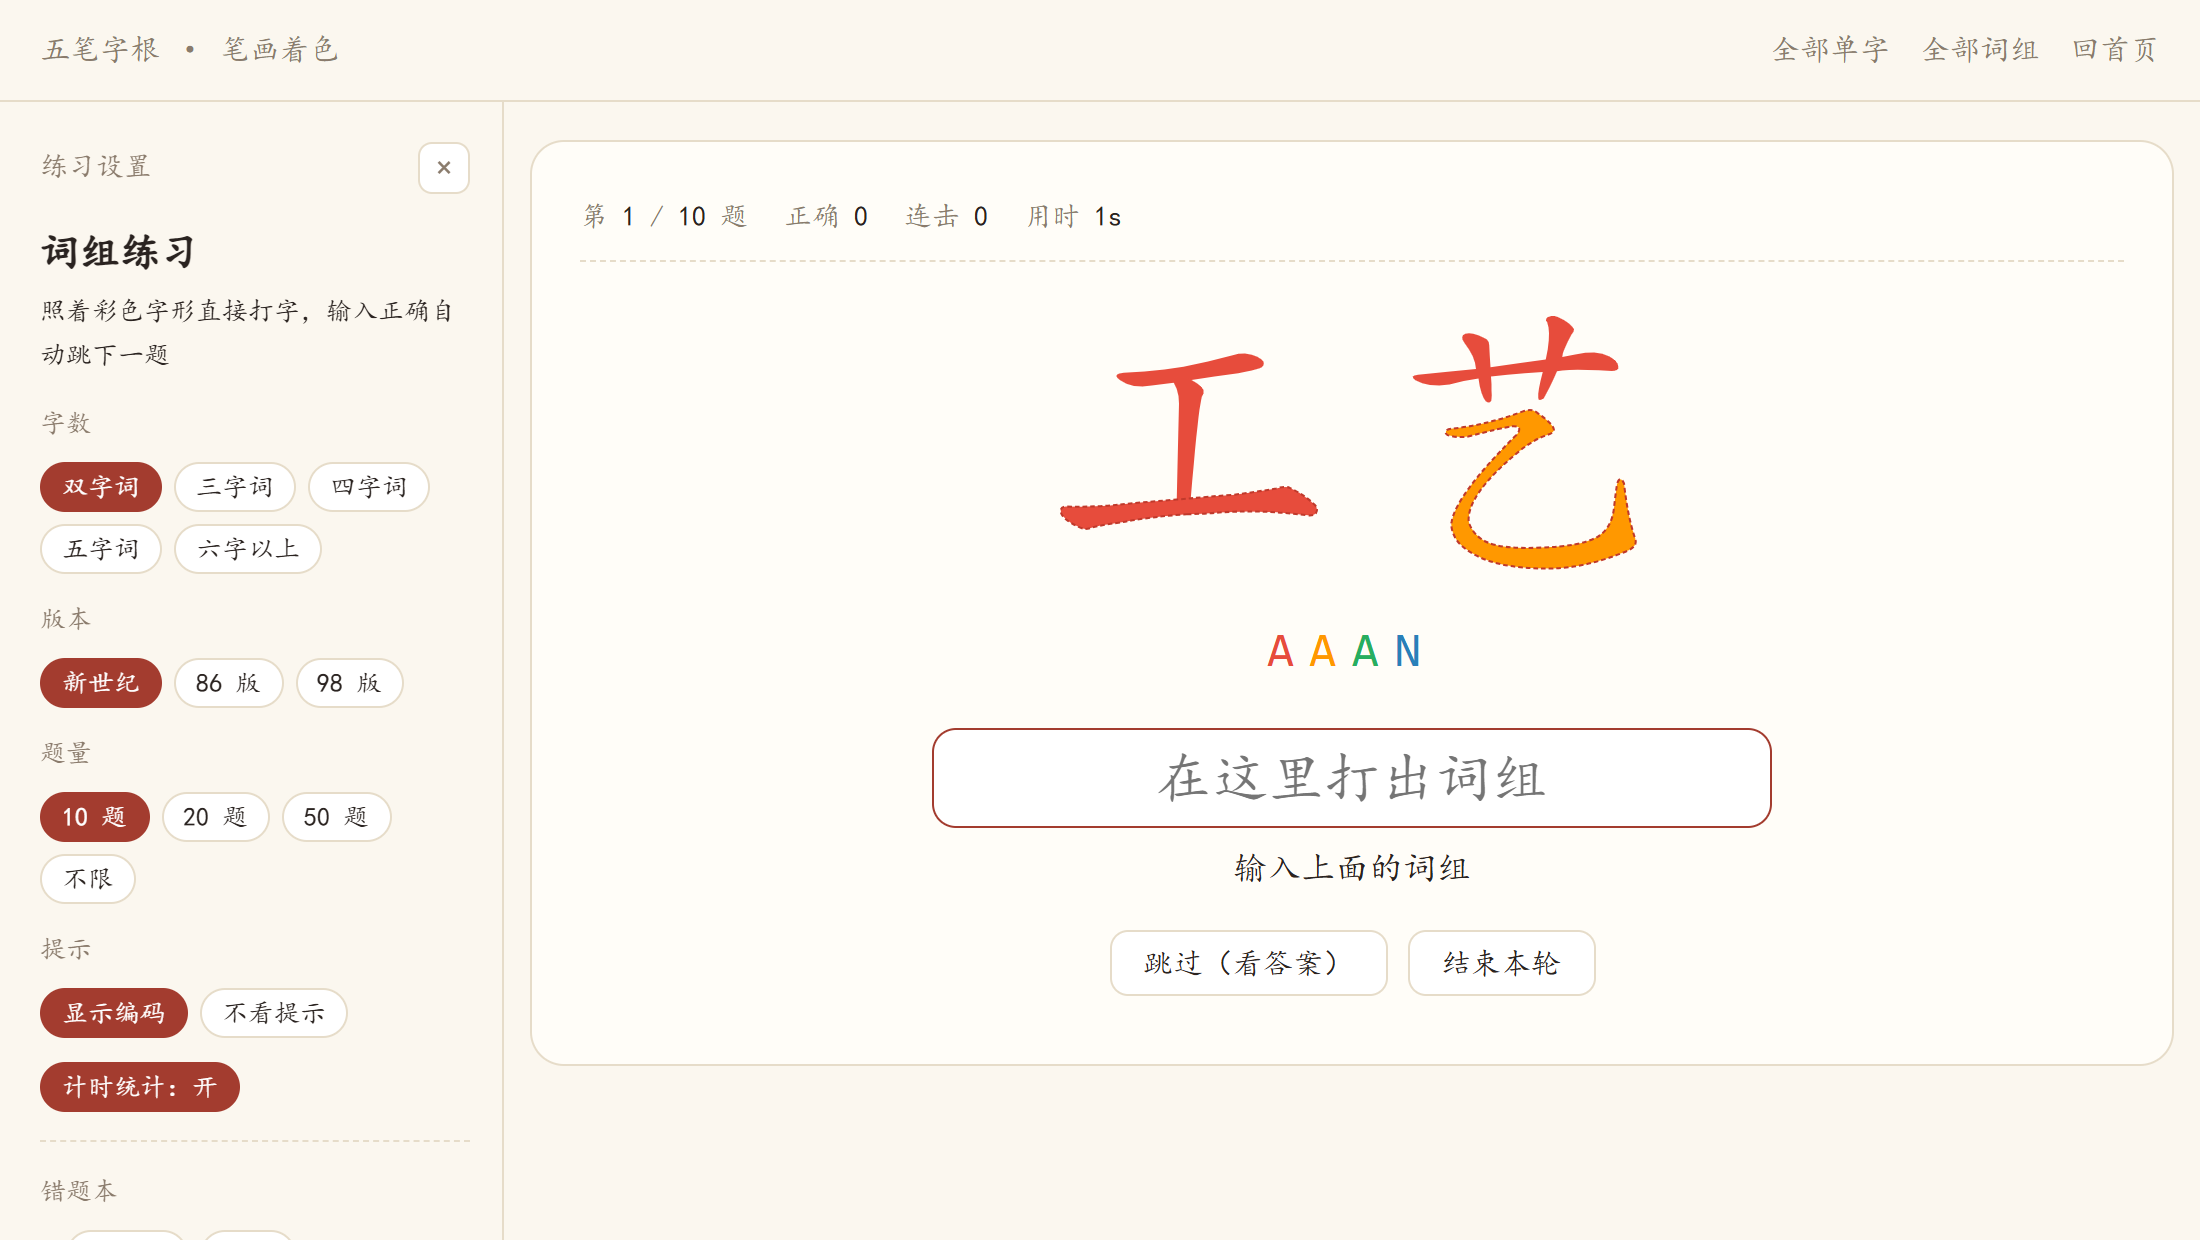 五笔字根 • 笔画着色
全部单字 全部词组 回首页
练习设置
×
词组练习
照着彩色字形直接打字，输入正确自
动跳下一题
字数
双字词 三字词 四字词
五字词 六字以上
版本
新世纪 86 版 98 版
题量
10 题 20 题 50 题
不限
提示
显示编码 不看提示
计时统计：开
错题本
第 1 / 10 题 正确 0 连击 0 用时 1s
工艺
A A A N
在这里打出词组
输入上面的词组
跳过（看答案） 结束本轮